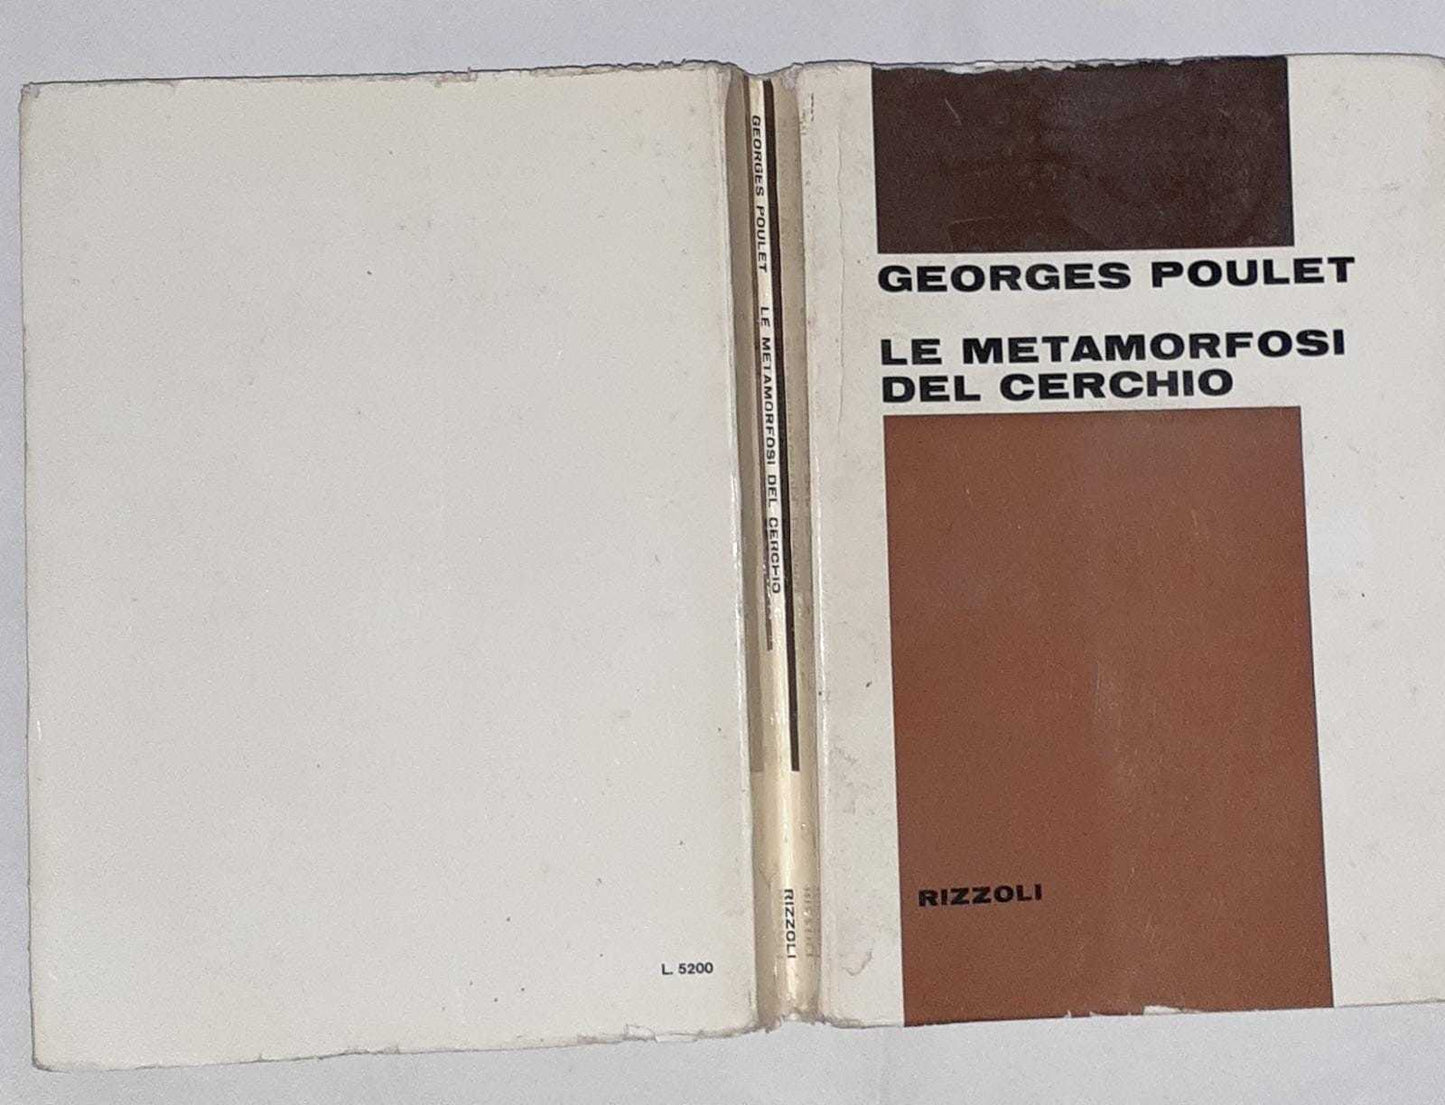 L. 5200
GEORGES POULET LE METAMORFOSI DEL CERCHIO
RIZZOLI
GEORGES POULET
LE METAMORFOSI
DEL CERCHIO
RIZZOLI